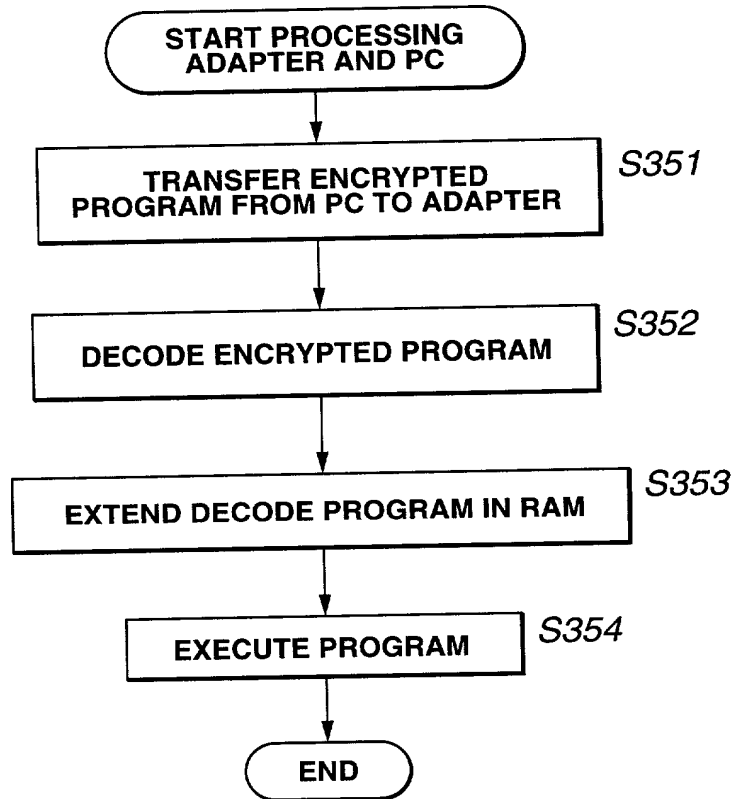 START PROCESSING
ADAPTER AND PC
TRANSFER ENCRYPTED
PROGRAM FROM PC TO ADAPTER
S351
DECODE ENCRYPTED PROGRAM
S352
EXTEND DECODE PROGRAM IN RAM
S353
EXECUTE PROGRAM
S354
END